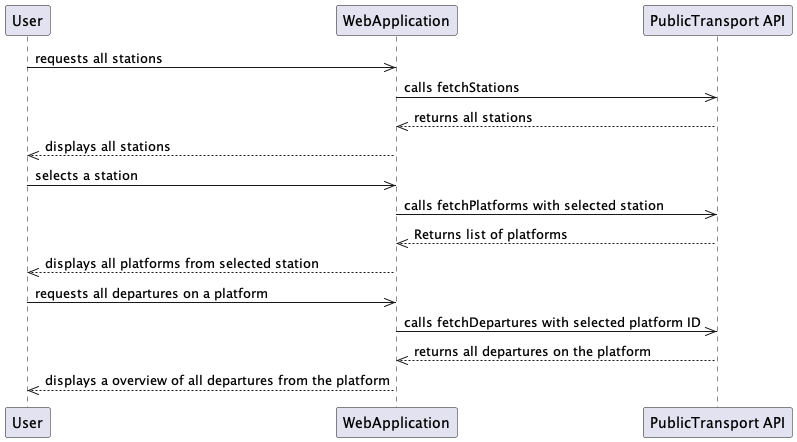 User
WebApplication
PublicTransport API
requests all stations
calls fetchStations
returns all stations
displays all stations
selects a station
calls fetchPlatforms with selected station
Returns list of platforms
displays all platforms from selected station
requests all departures on a platform
calls fetchDepartures with selected platform ID
returns all departures on the platform
displays a overview of all departures from the platform
User
WebApplication
PublicTransport API